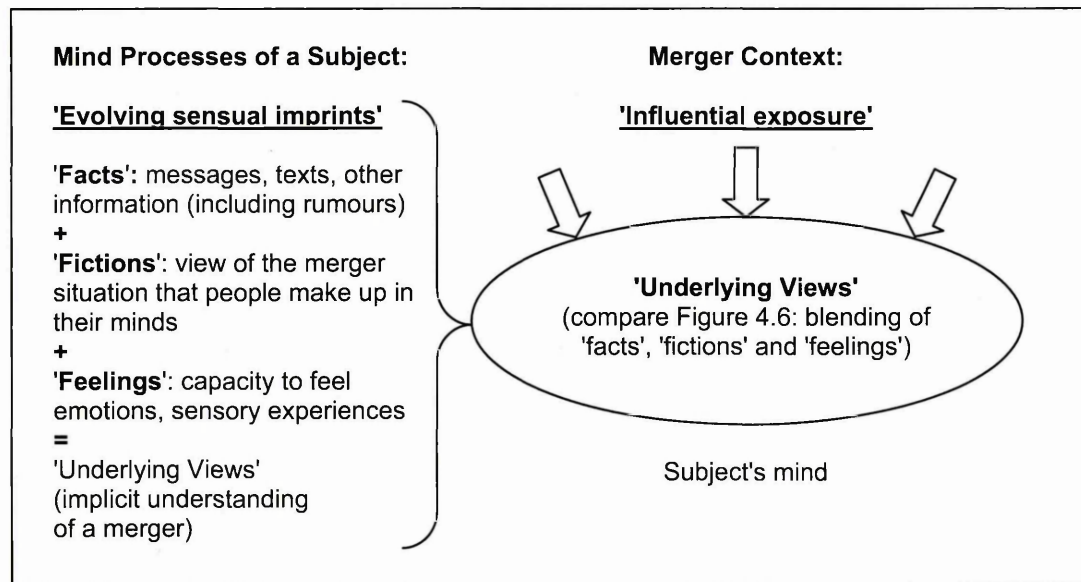 Mind Processes of a Subject:
'Evolving sensual imprints'
'Facts': messages, texts, other
information (including rumours)
+
'Fictions': view of the merger
situation that people make up in
their minds
+
'Feelings': capacity to feel
emotions, sensory experiences
=
'Underlying Views'
(implicit understanding
of a merger)
Merger Context:
'Influential exposure'
'Underlying Views'
(compare Figure 4.6: blending of
'facts', 'fictions' and 'feelings')
Subject's mind